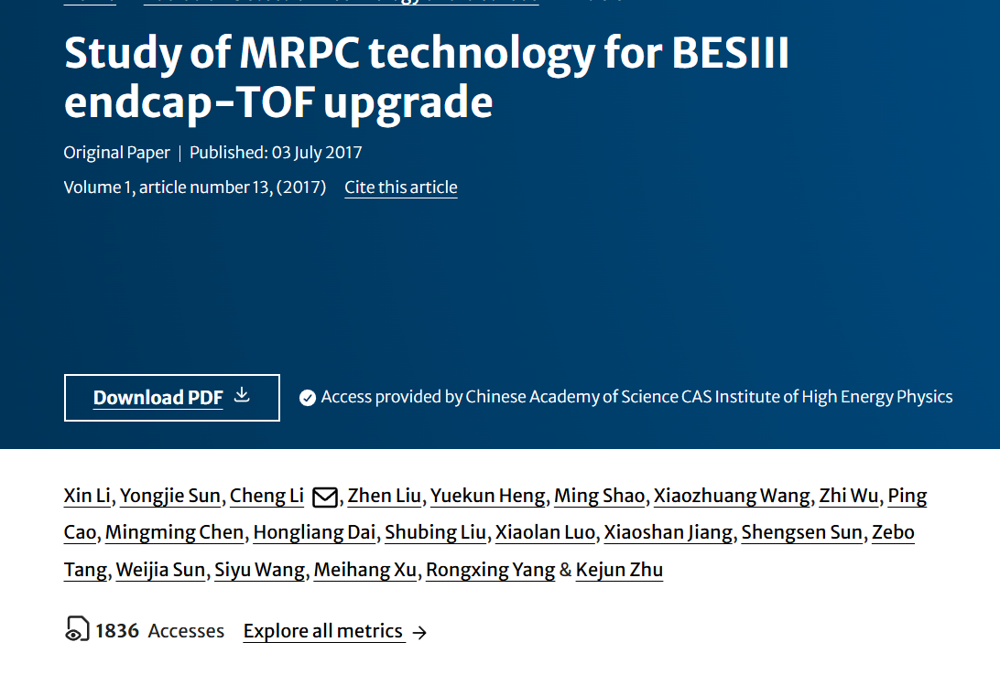 Study of MRPC technology for BESIII
endcap-TOF upgrade
Original Paper | Published: 03 July 2017
Volume 1, article number 13, (2017) Cite this article
Download PDF Access provided by Chinese Academy of Science CAS Institute of High Energy Physics
Xin Li, Yongjie Sun, Cheng Li, Zhen Liu, Yuekun Heng, Ming Shao, Xiaozhuang Wang, Zhi Wu, Ping
Cao, Mingming Chen, Hongliang Dai, Shubing Liu, Xiaolan Luo, Xiaoshan Jiang, Shengsen Sun, Zebo
Tang, Weijia Sun, Siyu Wang, Meihang Xu, Rongxing Yang & Kejun Zhu
1836 Accesses Explore all metrics →